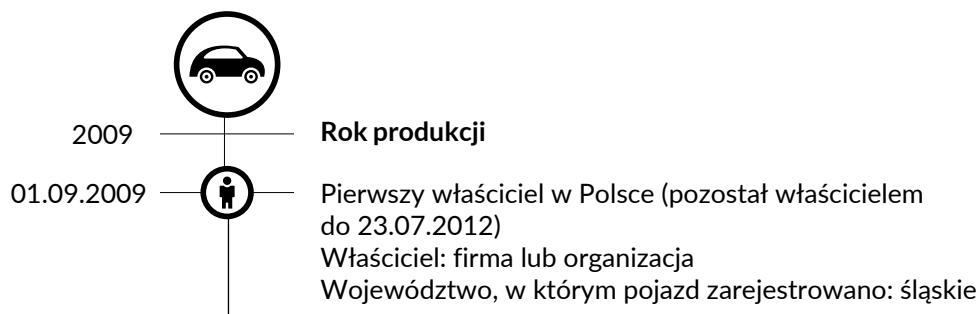 2009
Rok produkcji
01.09.2009
Pierwszy właściciel w Polsce (pozostał właścicielem
do 23.07.2012)
Właściciel: firma lub organizacja
Województwo, w którym pojazd zarejestrowano: śląskie